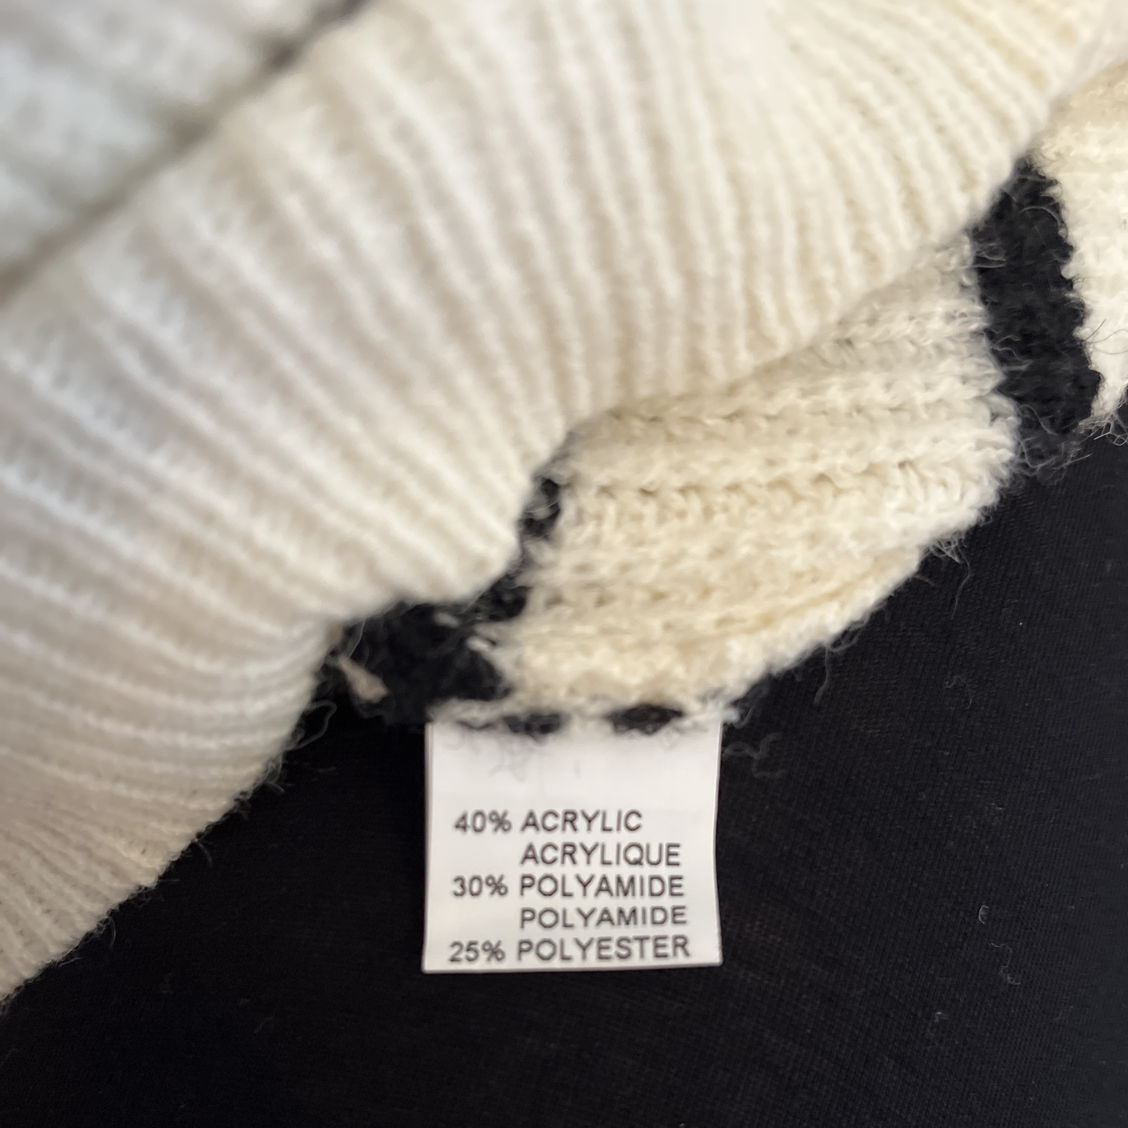 40% ACRYLIC
ACRYLIQUE
30% POLYAMIDE
POLYAMIDE
25% POLYESTER